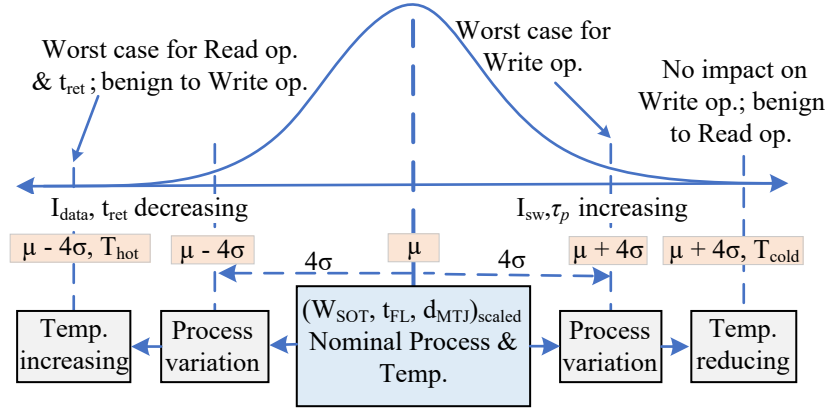 Worst case for Read op.
& t_ret ; benign to Write op.
Worst case for
Write op.
No impact on
Write op.; benign
to Read op.
I_data, t_ret decreasing
I_sw,τ_p increasing
μ - 4σ, T_hot
μ - 4σ
μ
μ + 4σ
μ + 4σ, T_cold
4σ
4σ
Temp.
increasing
Process
variation
(W_SOT, t_FL, d_MTJ)_scaled
Nominal Process &
Temp.
Process
variation
Temp.
reducing